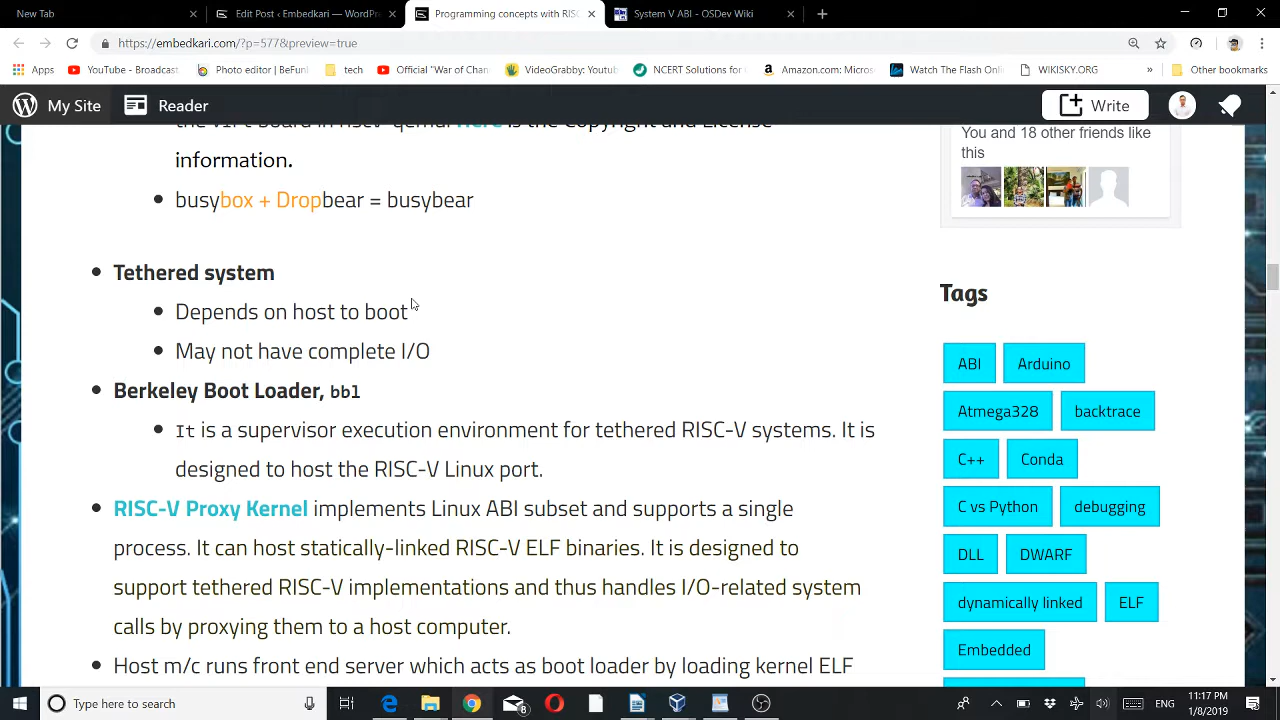 New Tab
Edit Post ‹ Embedkari — WordPr
Programming concepts with RISC
System V ABI - OSDev Wiki
https://embedkari.com/?p=577&preview=true
Apps
YouTube - Broadcast
Photo editor | BeFun
tech
Official "War of Chan
VideoGrabby: Youtub
NCERT Solutions for
Amazon.com: Micros
Watch The Flash Onli
WIKISKY.ORG
»
Other bookmarks
My Site
Reader
Write
is the Copyright and License
information.
busybox + Dropbear = busybear
Tethered system
Depends on host to boot
May not have complete I/O
Berkeley Boot Loader, bbl
It is a supervisor execution environment for tethered RISC-V systems. It is
designed to host the RISC-V Linux port.
RISC-V Proxy Kernel implements Linux ABI subset and supports a single
process. It can host statically-linked RISC-V ELF binaries. It is designed to
support tethered RISC-V implementations and thus handles I/O-related system
calls by proxying them to a host computer.
Host m/c runs front end server which acts as boot loader by loading kernel ELF
You and 18 other friends like
this
Tags
ABI
Arduino
Atmega328
backtrace
C++
Conda
C vs Python
debugging
DLL
DWARF
dynamically linked
ELF
Embedded
Type here to search
ENG
11:17 PM
1/8/2019